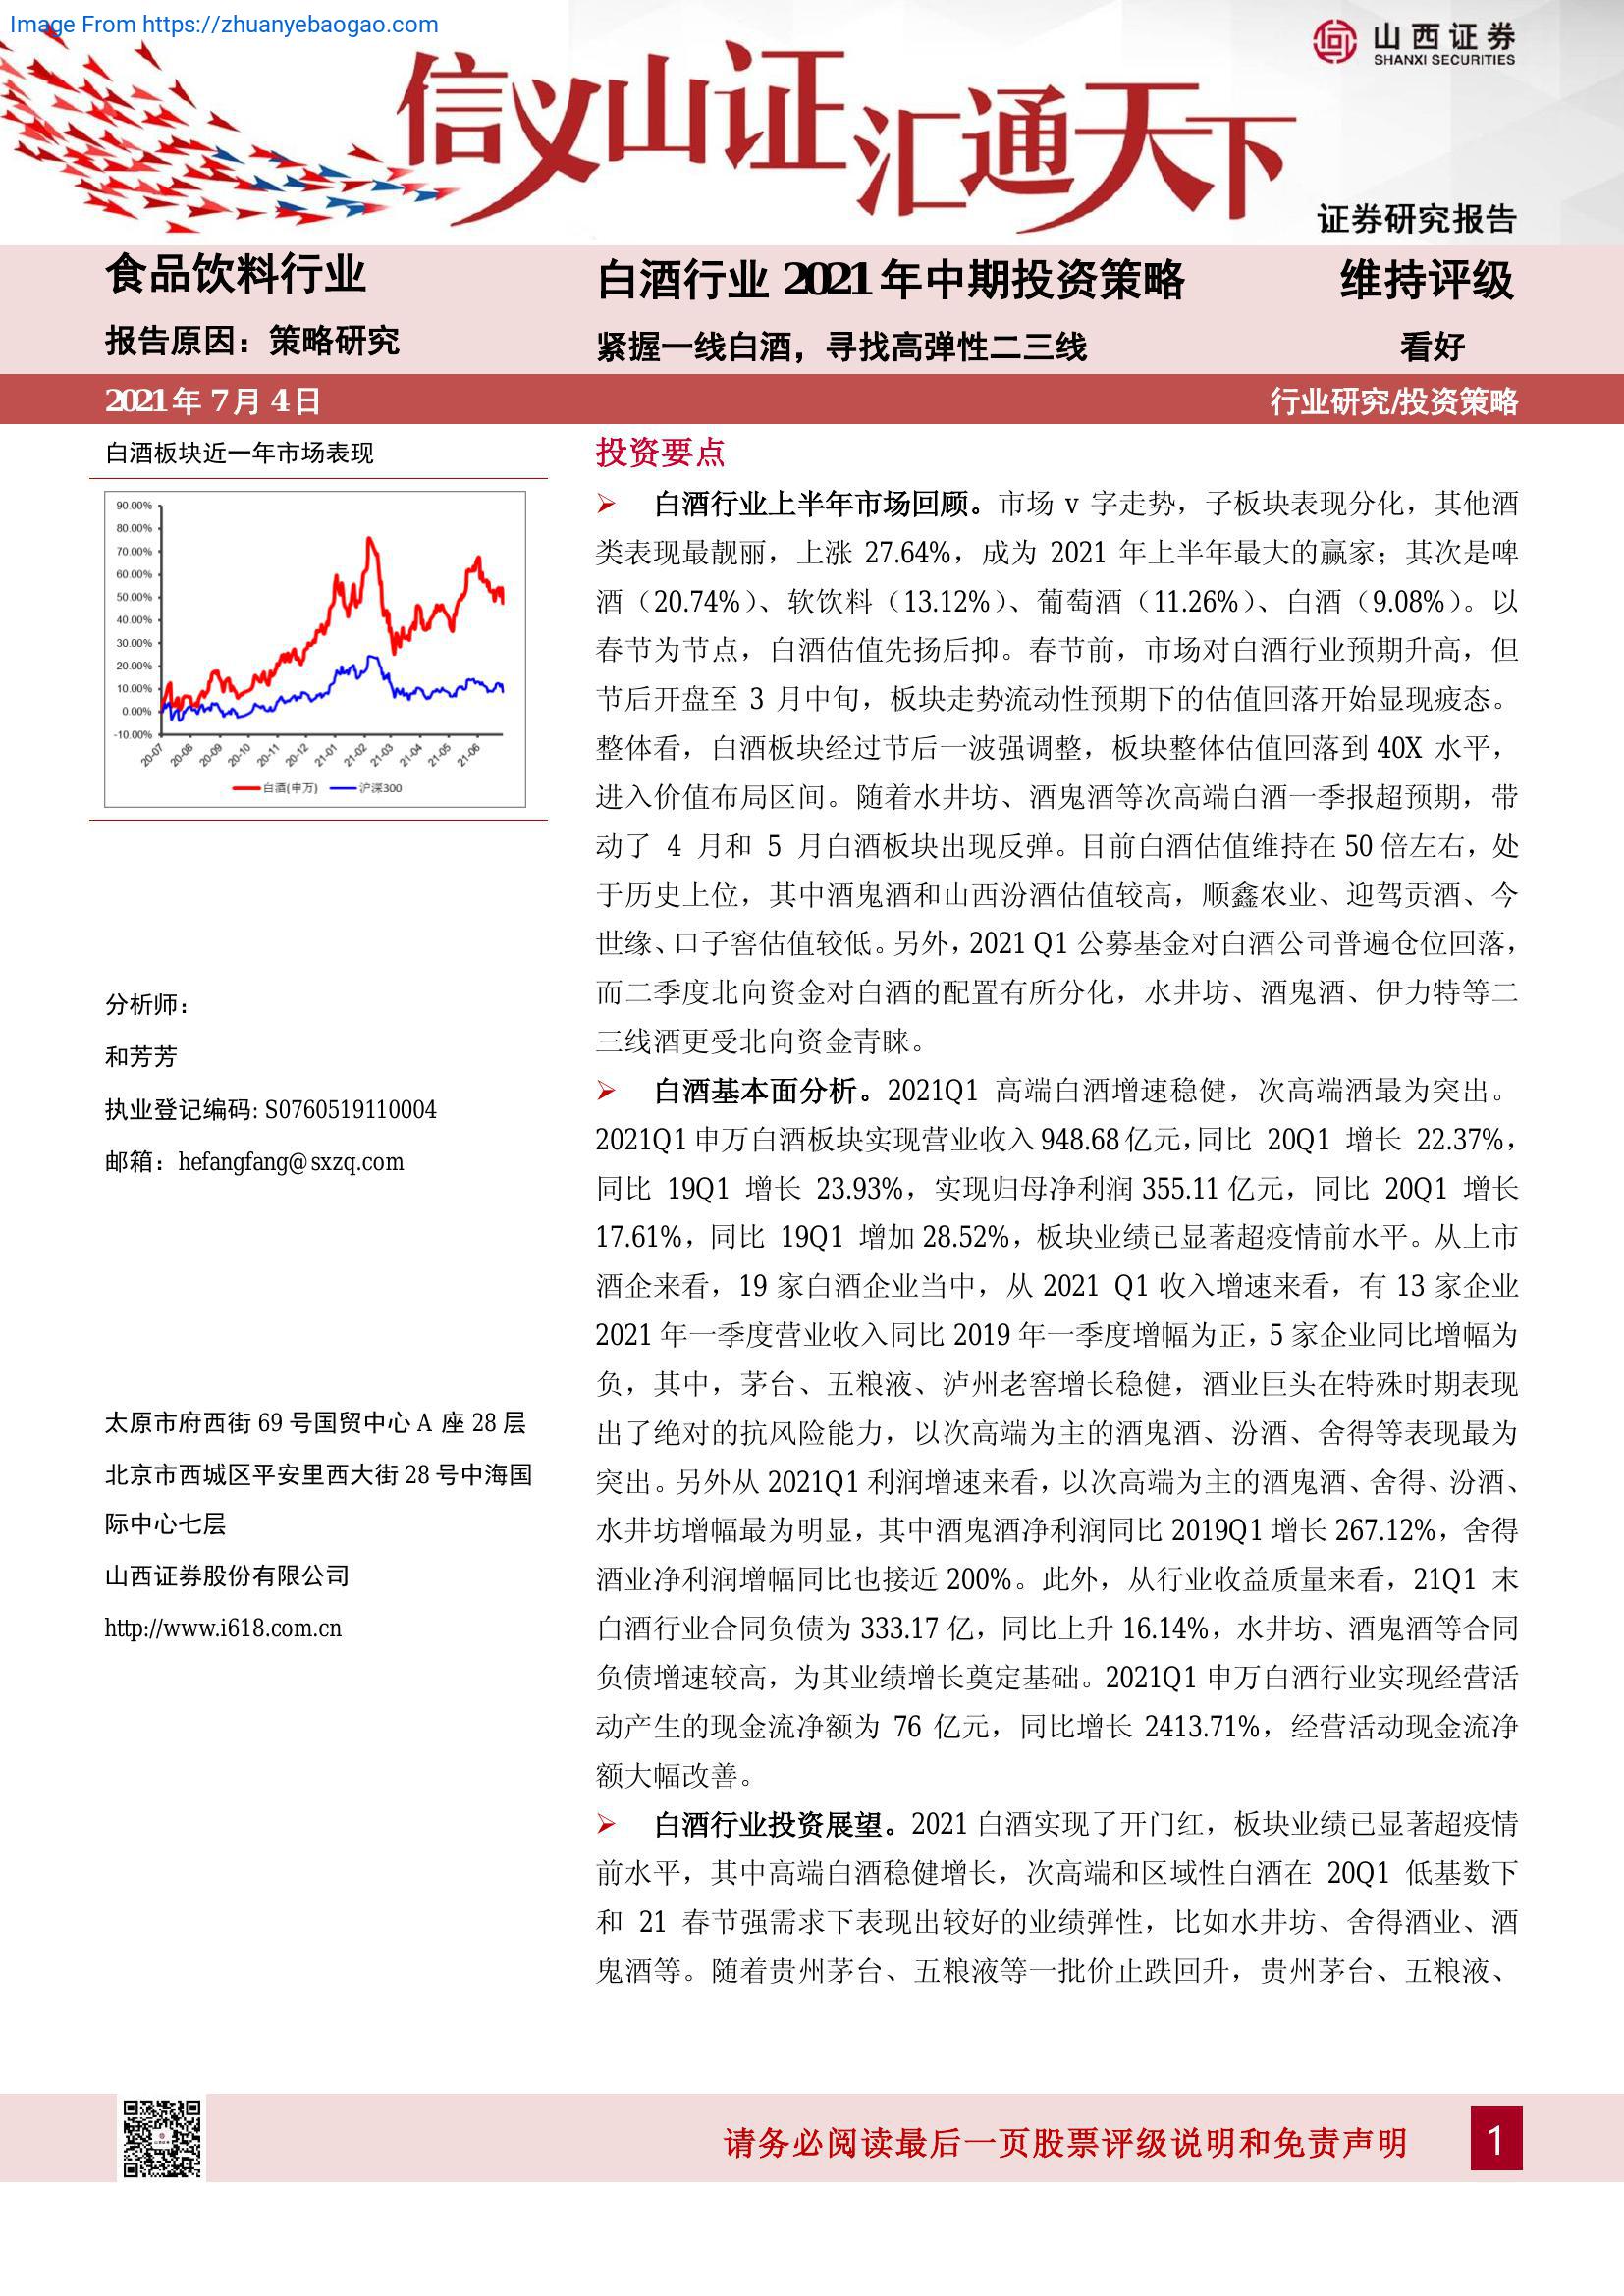 Image From https://zhuanyebaogao.com
山西证券
SHANXI SECURITIES
信义山证汇通天下
证券研究报告
食品饮料行业
白酒行业 2021 年中期投资策略
维持评级
报告原因：策略研究
紧握一线白酒，寻找高弹性二三线
看好
2021 年 7 月 4 日
行业研究/投资策略
白酒板块近一年市场表现
90.00%
80.00%
70.00%
60.00%
50.00%
40.00%
30.00%
20.00%
10.00%
0.00%
-10.00%
20-07 20-08 20-09 20-10 20-11 20-12 21-01 21-02 21-03 21-04 21-05 21-06
白酒(申万) 沪深300
分析师：
和芳芳
执业登记编码: S0760519110004
邮箱：hefangfang@sxzq.com
太原市府西街 69 号国贸中心 A 座 28 层
北京市西城区平安里西大街 28 号中海国
际中心七层
山西证券股份有限公司
http://www.i618.com.cn
投资要点
➢ 白酒行业上半年市场回顾。市场 v 字走势，子板块表现分化，其他酒
类表现最靓丽，上涨 27.64%，成为 2021 年上半年最大的赢家；其次是啤
酒（20.74%）、软饮料（13.12%）、葡萄酒（11.26%）、白酒（9.08%）。以
春节为节点，白酒估值先扬后抑。春节前，市场对白酒行业预期升高，但
节后开盘至 3 月中旬，板块走势流动性预期下的估值回落开始显现疲态。
整体看，白酒板块经过节后一波强调整，板块整体估值回落到 40X 水平，
进入价值布局区间。随着水井坊、酒鬼酒等次高端白酒一季报超预期，带
动了 4 月和 5 月白酒板块出现反弹。目前白酒估值维持在 50 倍左右，处
于历史上位，其中酒鬼酒和山西汾酒估值较高，顺鑫农业、迎驾贡酒、今
世缘、口子窖估值较低。另外，2021 Q1 公募基金对白酒公司普遍仓位回落，
而二季度北向资金对白酒的配置有所分化，水井坊、酒鬼酒、伊力特等二
三线酒更受北向资金青睐。
➢ 白酒基本面分析。2021Q1 高端白酒增速稳健，次高端酒最为突出。
2021Q1 申万白酒板块实现营业收入 948.68 亿元，同比 20Q1 增长 22.37%，
同比 19Q1 增长 23.93%，实现归母净利润 355.11 亿元，同比 20Q1 增长
17.61%，同比 19Q1 增加 28.52%，板块业绩已显著超疫情前水平。从上市
酒企来看，19 家白酒企业当中，从 2021 Q1 收入增速来看，有 13 家企业
2021 年一季度营业收入同比 2019 年一季度增幅为正，5 家企业同比增幅为
负，其中，茅台、五粮液、泸州老窖增长稳健，酒业巨头在特殊时期表现
出了绝对的抗风险能力，以次高端为主的酒鬼酒、汾酒、舍得等表现最为
突出。另外从 2021Q1 利润增速来看，以次高端为主的酒鬼酒、舍得、汾酒、
水井坊增幅最为明显，其中酒鬼酒净利润同比 2019Q1 增长 267.12%，舍得
酒业净利润增幅同比也接近 200%。此外，从行业收益质量来看，21Q1 末
白酒行业合同负债为 333.17 亿，同比上升 16.14%，水井坊、酒鬼酒等合同
负债增速较高，为其业绩增长奠定基础。2021Q1 申万白酒行业实现经营活
动产生的现金流净额为 76 亿元，同比增长 2413.71%，经营活动现金流净
额大幅改善。
➢ 白酒行业投资展望。2021 白酒实现了开门红，板块业绩已显著超疫情
前水平，其中高端白酒稳健增长，次高端和区域性白酒在 20Q1 低基数下
和 21 春节强需求下表现出较好的业绩弹性，比如水井坊、舍得酒业、酒
鬼酒等。随着贵州茅台、五粮液等一批价止跌回升，贵州茅台、五粮液、
请务必阅读最后一页股票评级说明和免责声明
1